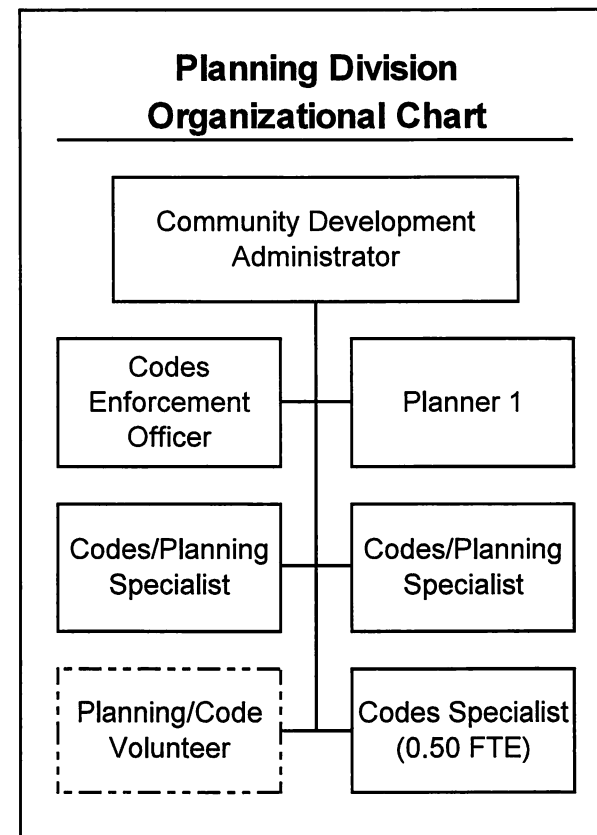 Planning Division
Organizational Chart
Community Development
Administrator
Codes
Enforcement
Officer
Planner 1
Codes/Planning
Specialist
Codes/Planning
Specialist
Planning/Code
Volunteer
Codes Specialist
(0.50 FTE)